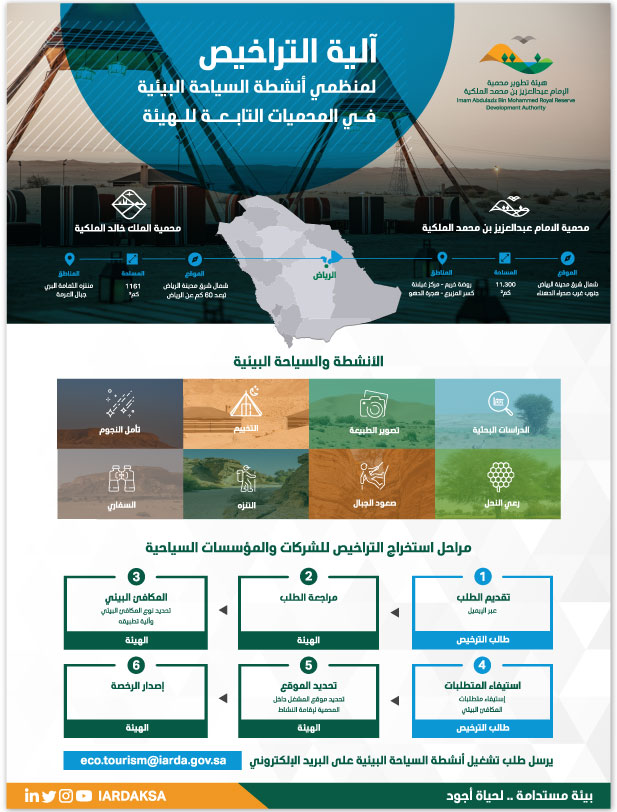 آلية التراخيص
لمنظمي أنشطة السياحة البيئية
فــي المحميات التابــعــة للــهيئة
هيئة تطوير محمية
الإمام عبدالعزيز بن محمد الملكية
Imam Abdulaziz Bin Mohammed Royal Reserve
Development Authority
محمية الامام عبدالعزيز بن محمد الملكية
الموقع
شمال شرق مدينة الرياض
جنوب غرب صحراء الدهناء
المساحة
11.300
كم²
المناطق
روضة خريم - مركز غيلانة
كسر المزيرع - هجرة الدهو
الرياض
محمية الملك خالد الملكية
الموقع
شمال شرق مدينة الرياض
تبعد 60 كم عن الرياض
المساحة
1161
كم²
المناطق
منتزه الثمامة البري
جبال العرمة
الأنشطة والسياحة البيئية
الدراسات البحثية
تصوير الطبيعة
التخييم
تأمل النجوم
رعي النحل
صعود الجبال
التنزه
السفاري
مراحل استخراج التراخيص للشركات والمؤسسات السياحية
1
تقديم الطلب
عبر الإيميل
طالب الترخيص
2
مراجعة الطلب
الهيئة
3
المكافئ البيئي
تحديد نوع المكافئ البيئي
وآلية تطبيقه
الهيئة
4
استيفاء المتطلبات
إستيفاء متطلبات
المكافئ البيئي
طالب الترخيص
5
تحديد الموقع
تحديد موقع المشغل داخل
المحمية لإقامة النشاط
الهيئة
6
إصدار الرخصة
الهيئة
يرسل طلب تشغيل أنشطة السياحة البيئية على البريد الإلكتروني
eco.tourism@iarda.gov.sa
بيئة مستدامة .. لحياة أجود
IARDAKSA